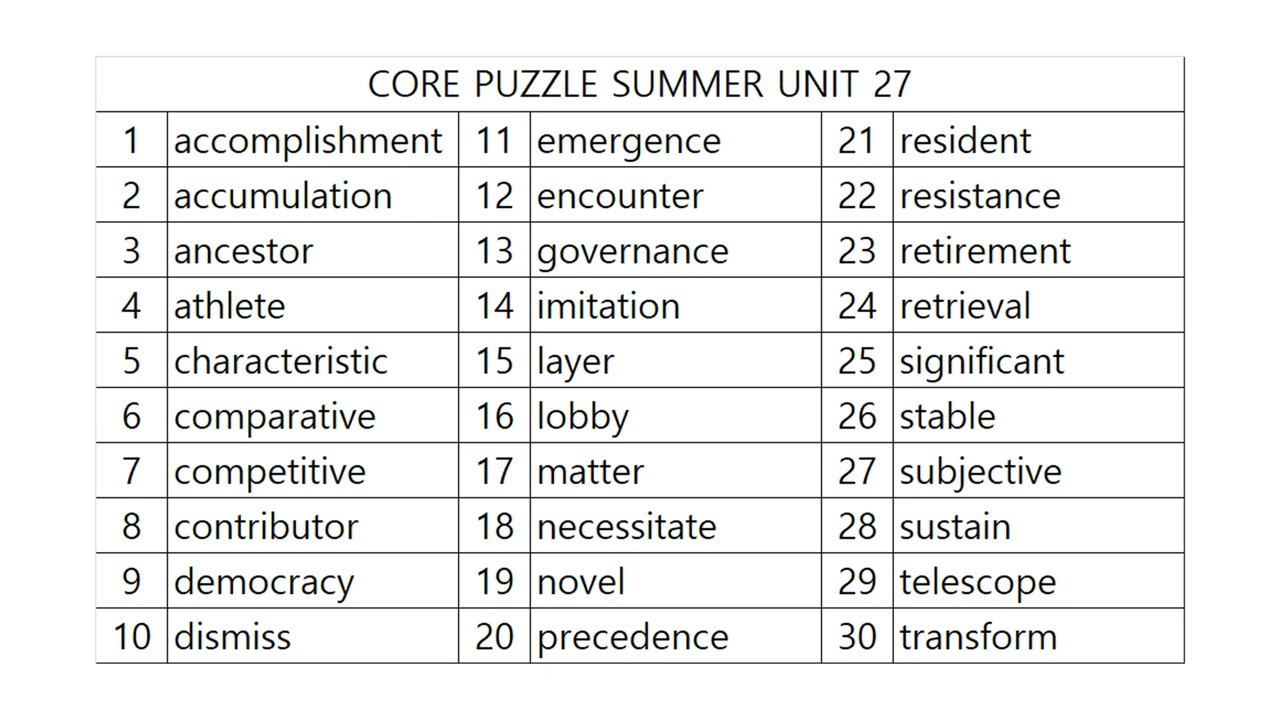 CORE PUZZLE SUMMER UNIT 27
1 accomplishment 11 emergence 21 resident
2 accumulation 12 encounter 22 resistance
3 ancestor 13 governance 23 retirement
4 athlete 14 imitation 24 retrieval
5 characteristic 15 layer 25 significant
6 comparative 16 lobby 26 stable
7 competitive 17 matter 27 subjective
8 contributor 18 necessitate 28 sustain
9 democracy 19 novel 29 telescope
10 dismiss 20 precedence 30 transform